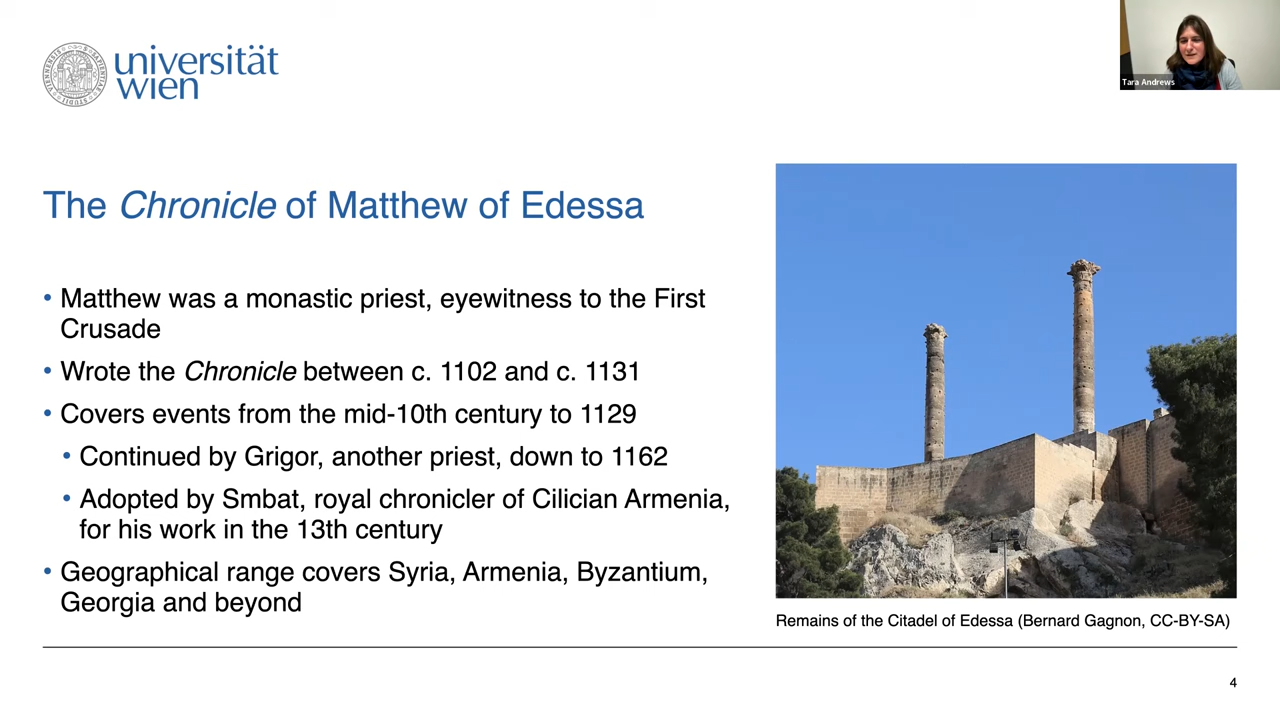 universität
wien
Tara Andrews
The Chronicle of Matthew of Edessa
• Matthew was a monastic priest, eyewitness to the First
Crusade
• Wrote the Chronicle between c. 1102 and c. 1131
• Covers events from the mid-10th century to 1129
• Continued by Grigor, another priest, down to 1162
• Adopted by Smbat, royal chronicler of Cilician Armenia,
for his work in the 13th century
• Geographical range covers Syria, Armenia, Byzantium,
Georgia and beyond
Remains of the Citadel of Edessa (Bernard Gagnon, CC-BY-SA)
4